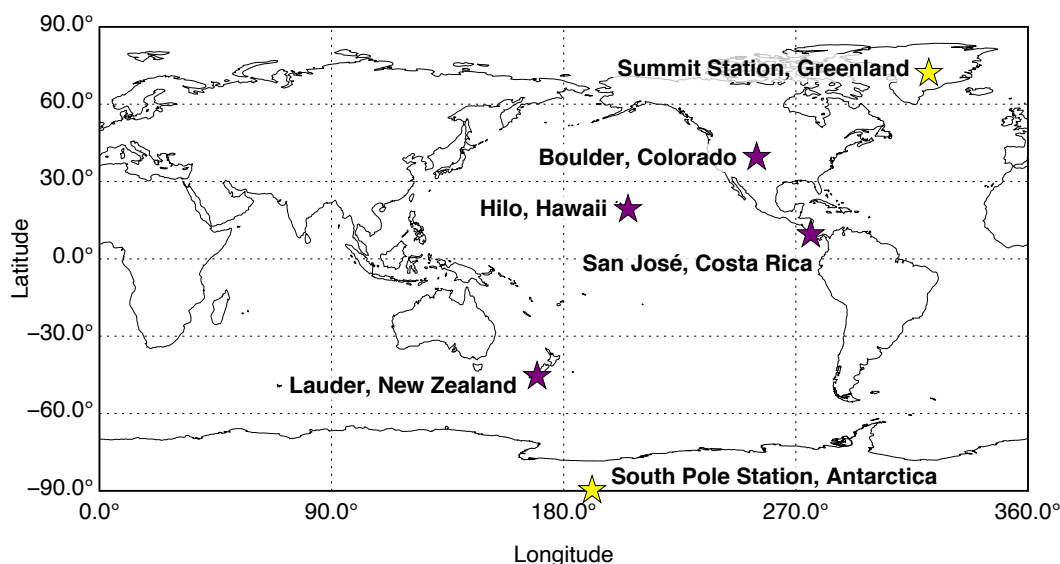 90.0°
Summit Station, Greenland
60.0°
Boulder, Colorado
30.0°
Hilo, Hawaii
0.0°
San José, Costa Rica
−30.0°
Lauder, New Zealand
−60.0°
South Pole Station, Antarctica
−90.0°
0.0° 90.0° 180.0° 270.0° 360.0°
Latitude
Longitude